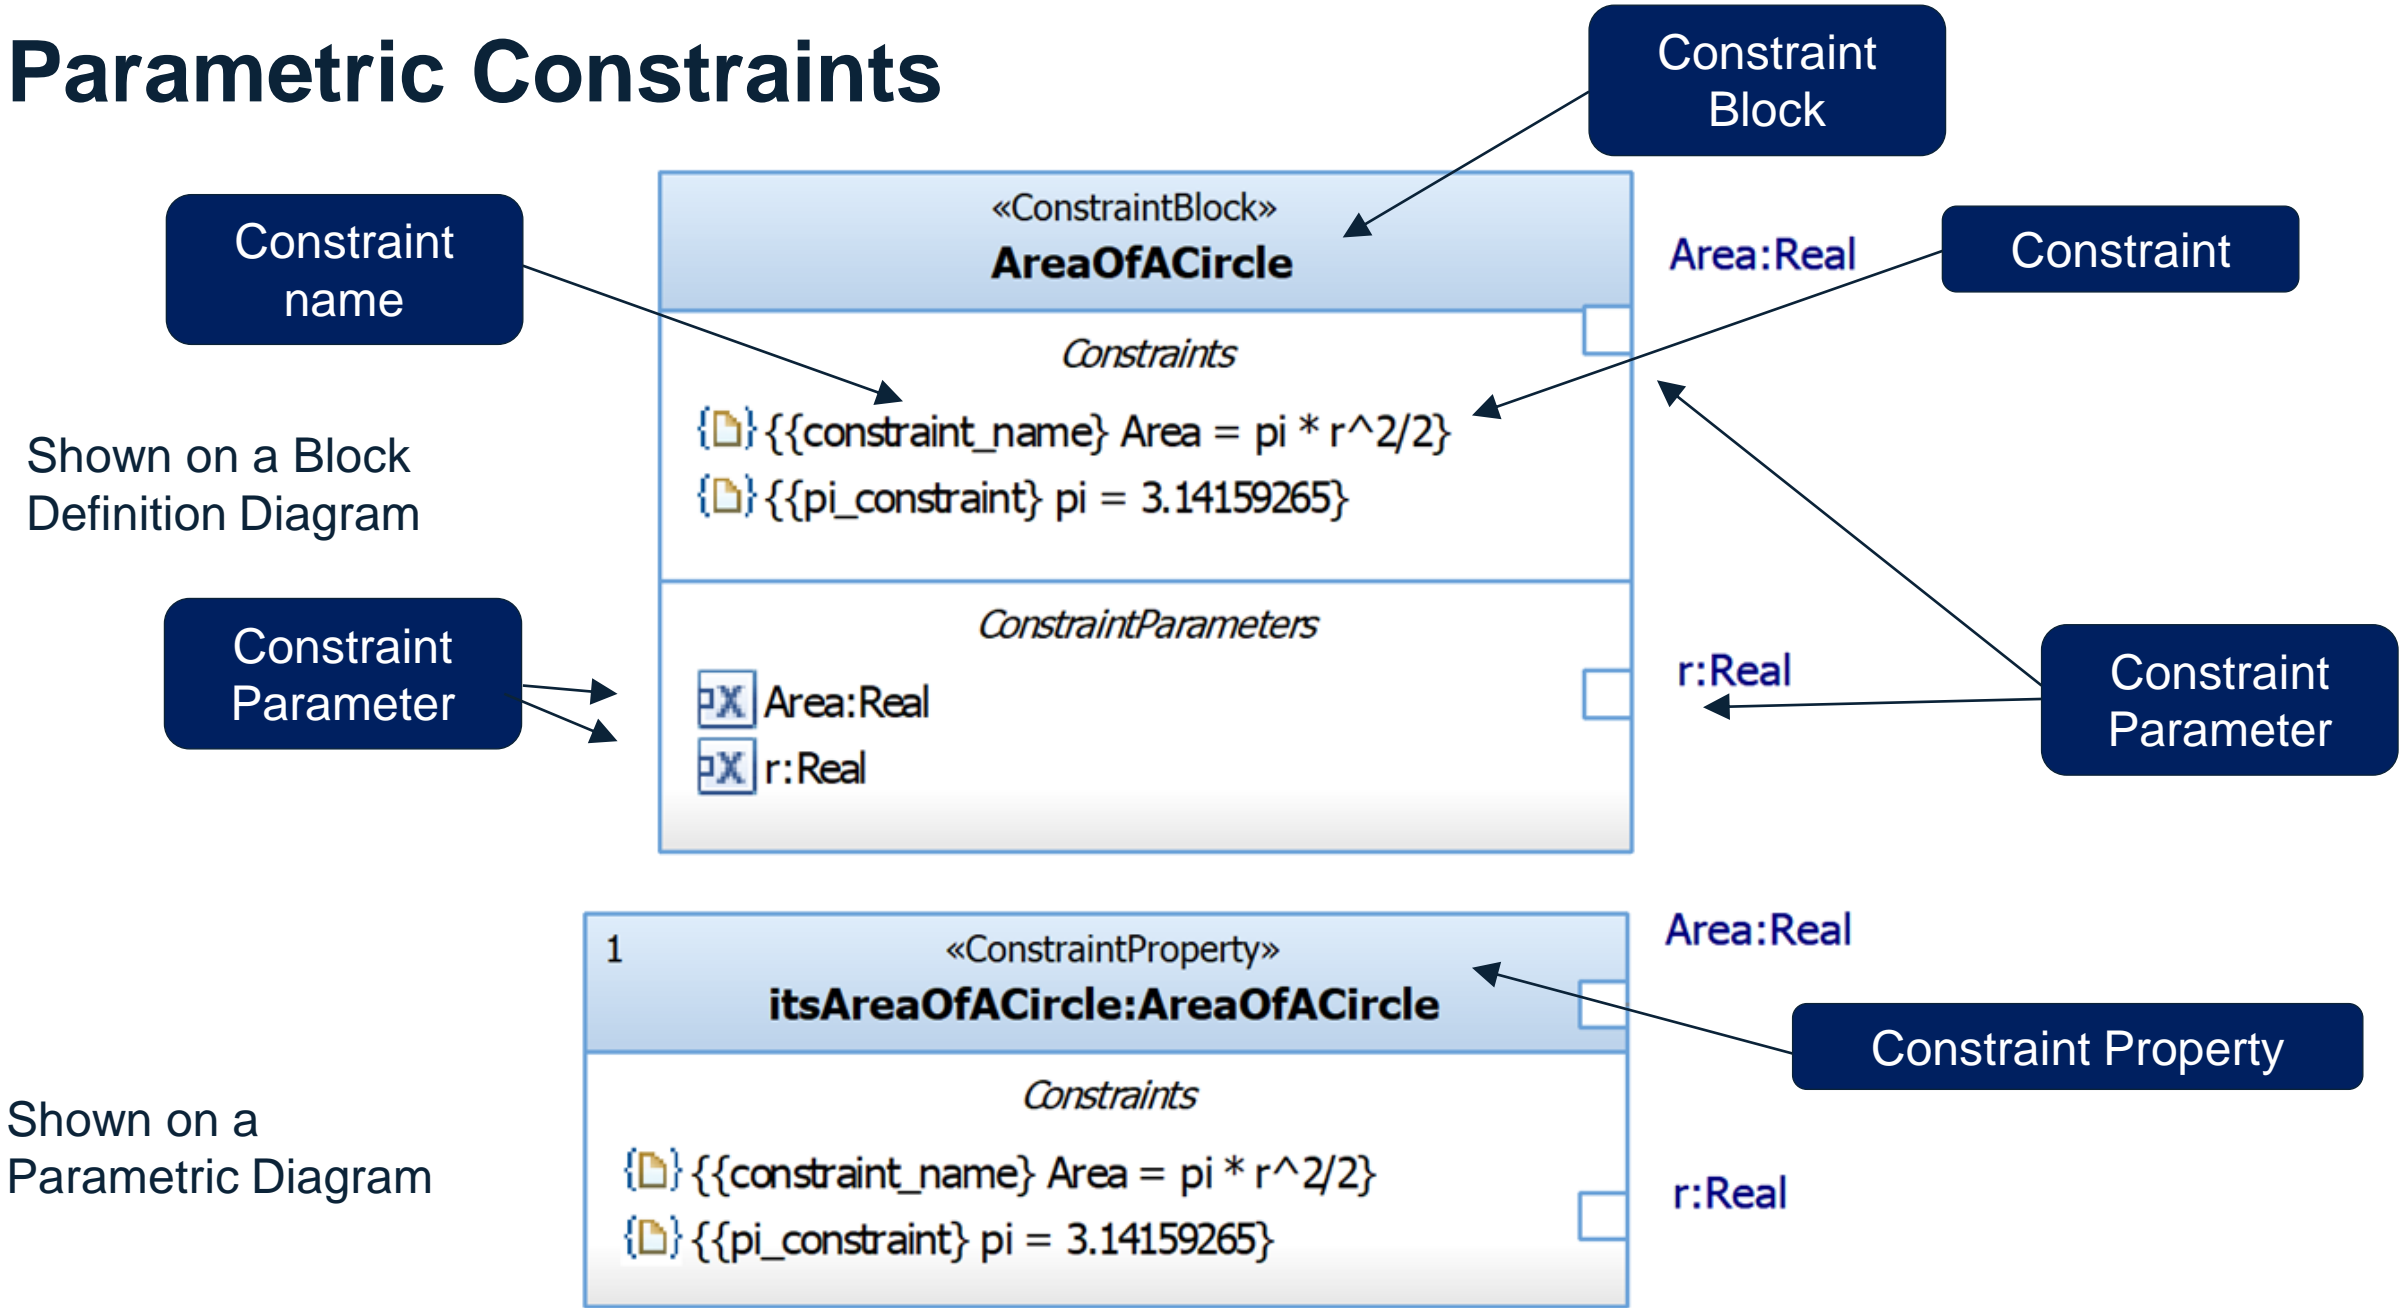 Parametric Constraints
Constraint
Block
Constraint
name
«ConstraintBlock»
AreaOfACircle
Area:Real
Constraint
Constraints
{{constraint_name} Area = pi * r^2/2}
{{pi_constraint} pi = 3.14159265}
Shown on a Block
Definition Diagram
Constraint
Parameter
ConstraintParameters
Area:Real
r:Real
r:Real
Constraint
Parameter
1
«ConstraintProperty»
itsAreaOfACircle:AreaOfACircle
Area:Real
Constraint Property
Constraints
{{constraint_name} Area = pi * r^2/2}
{{pi_constraint} pi = 3.14159265}
r:Real
Shown on a
Parametric Diagram